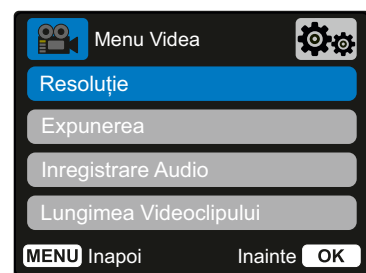 Menu Videa
Resoluție
Expunerea
Inregistrare Audio
Lungimea Videoclipului
MENU Inapoi Inainte OK